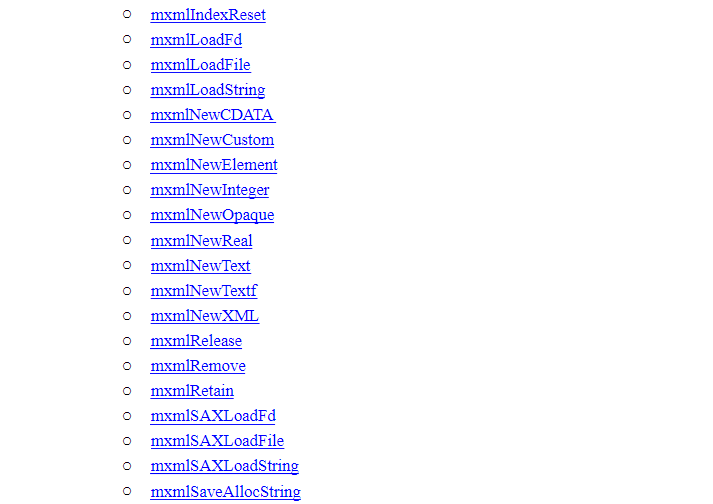 mxmlIndexReset
mxmlLoadFd
mxmlLoadFile
mxmlLoadString
mxmlNewCDATA
mxmlNewCustom
mxmlNewElement
mxmlNewInteger
mxmlNewOpaque
mxmlNewReal
mxmlNewText
mxmlNewTextf
mxmlNewXML
mxmlRelease
mxmlRemove
mxmlRetain
mxmlSAXLoadFd
mxmlSAXLoadFile
mxmlSAXLoadString
mxmlSaveAllocString